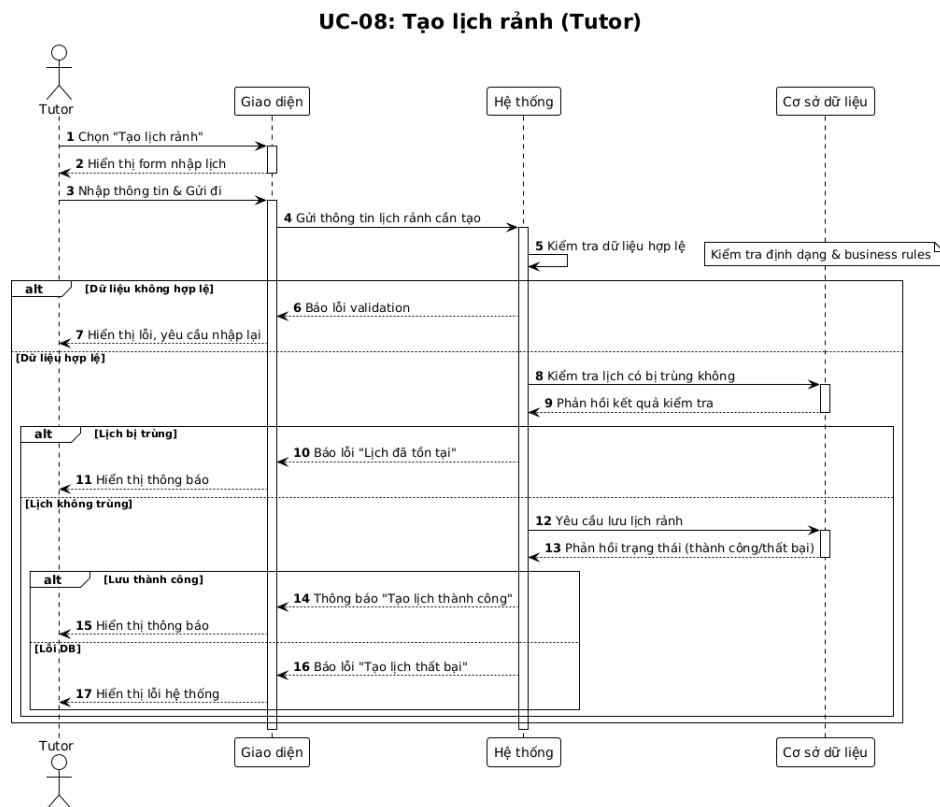 UC-08: Tạo lịch rảnh (Tutor)
Tutor
Giao diện
Hệ thống
Cơ sở dữ liệu
1 Chọn "Tạo lịch rảnh"
2 Hiển thị form nhập lịch
3 Nhập thông tin & Gửi đi
4 Gửi thông tin lịch rảnh cần tạo
5 Kiểm tra dữ liệu hợp lệ
Kiểm tra định dạng & business rules
alt [Dữ liệu không hợp lệ]
6 Báo lỗi validation
7 Hiển thị lỗi, yêu cầu nhập lại
[Dữ liệu hợp lệ]
8 Kiểm tra lịch có bị trùng không
9 Phản hồi kết quả kiểm tra
alt [Lịch bị trùng]
10 Báo lỗi "Lịch đã tồn tại"
11 Hiển thị thông báo
[Lịch không trùng]
12 Yêu cầu lưu lịch rảnh
13 Phản hồi trạng thái (thành công/thất bại)
alt [Lưu thành công]
14 Thông báo "Tạo lịch thành công"
15 Hiển thị thông báo
[Lỗi DB]
16 Báo lỗi "Tạo lịch thất bại"
17 Hiển thị lỗi hệ thống
Tutor
Giao diện
Hệ thống
Cơ sở dữ liệu